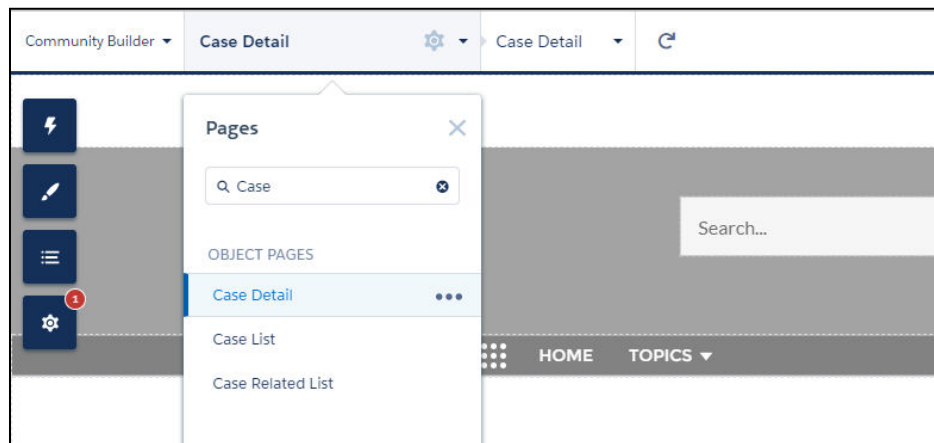 Community Builder
Case Detail
Case Detail
Pages
Case
Search...
OBJECT PAGES
Case Detail
1
Case List
HOME TOPICS
Case Related List